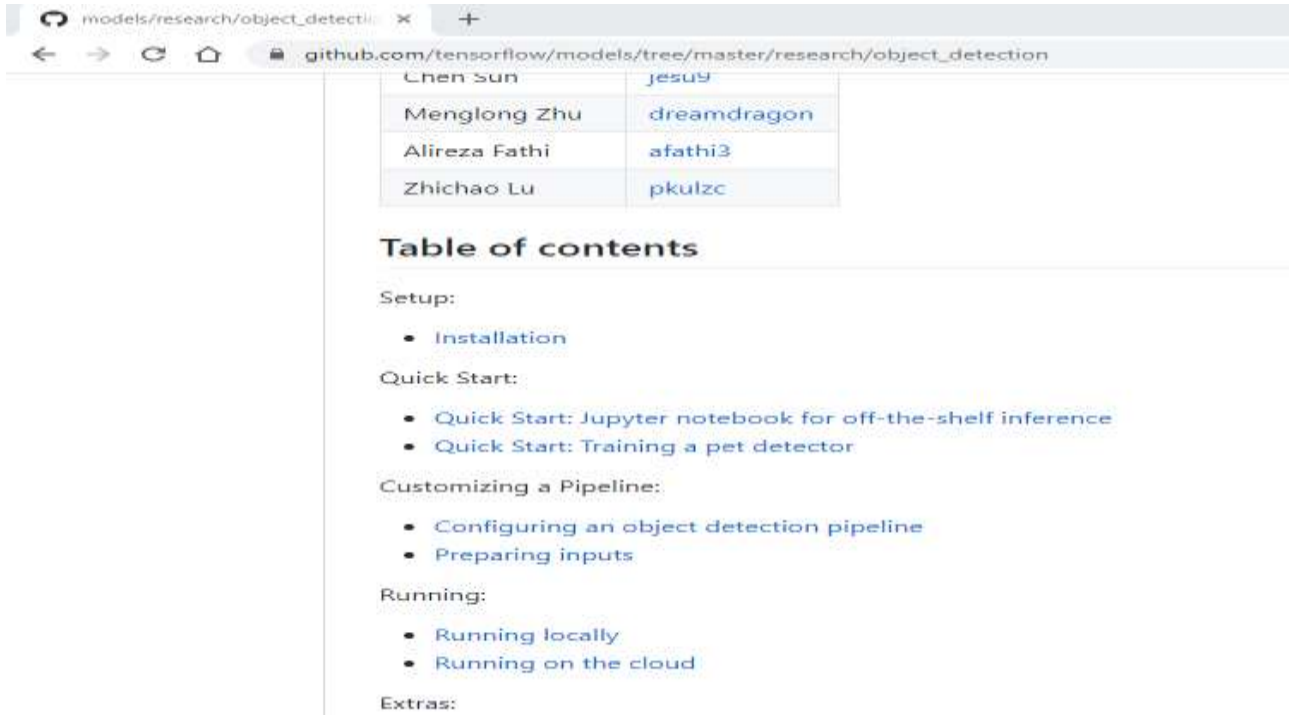 models/research/object_detecti
github.com/tensorflow/models/tree/master/research/object_detection
Chen Sun jesu9
Menglong Zhu dreamdragon
Alireza Fathi afathi3
Zhichao Lu pkulzc
Table of contents
Setup:
• Installation
Quick Start:
• Quick Start: Jupyter notebook for off-the-shelf inference
• Quick Start: Training a pet detector
Customizing a Pipeline:
• Configuring an object detection pipeline
• Preparing inputs
Running:
• Running locally
• Running on the cloud
Extras: